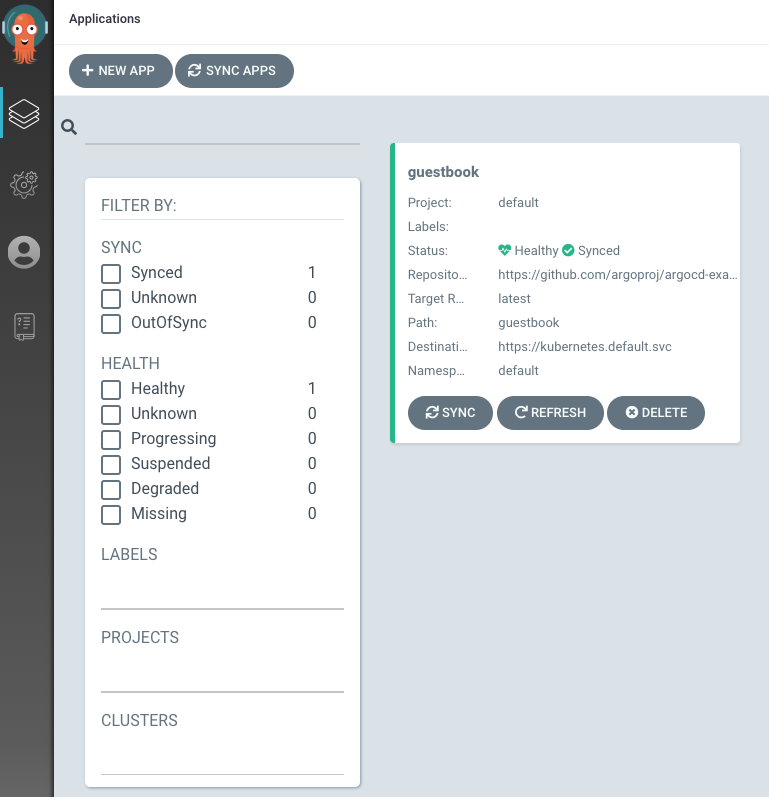 Applications
NEW APP
SYNC APPS
FILTER BY:
SYNC
Synced 1
Unknown 0
OutOfSync 0
HEALTH
Healthy 1
Unknown 0
Progressing 0
Suspended 0
Degraded 0
Missing 0
LABELS
PROJECTS
CLUSTERS
guestbook
Project: default
Labels:
Status: Healthy Synced
Reposito... https://github.com/argoproj/argocd-exa...
Target R... latest
Path: guestbook
Destinati... https://kubernetes.default.svc
Namesp... default
SYNC REFRESH DELETE